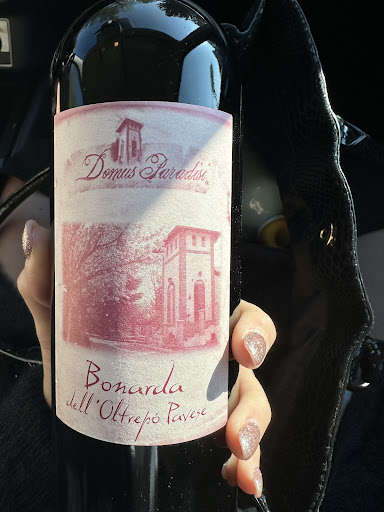 Domus Paradisi
Bonarda
dell'Oltrepò Pavese